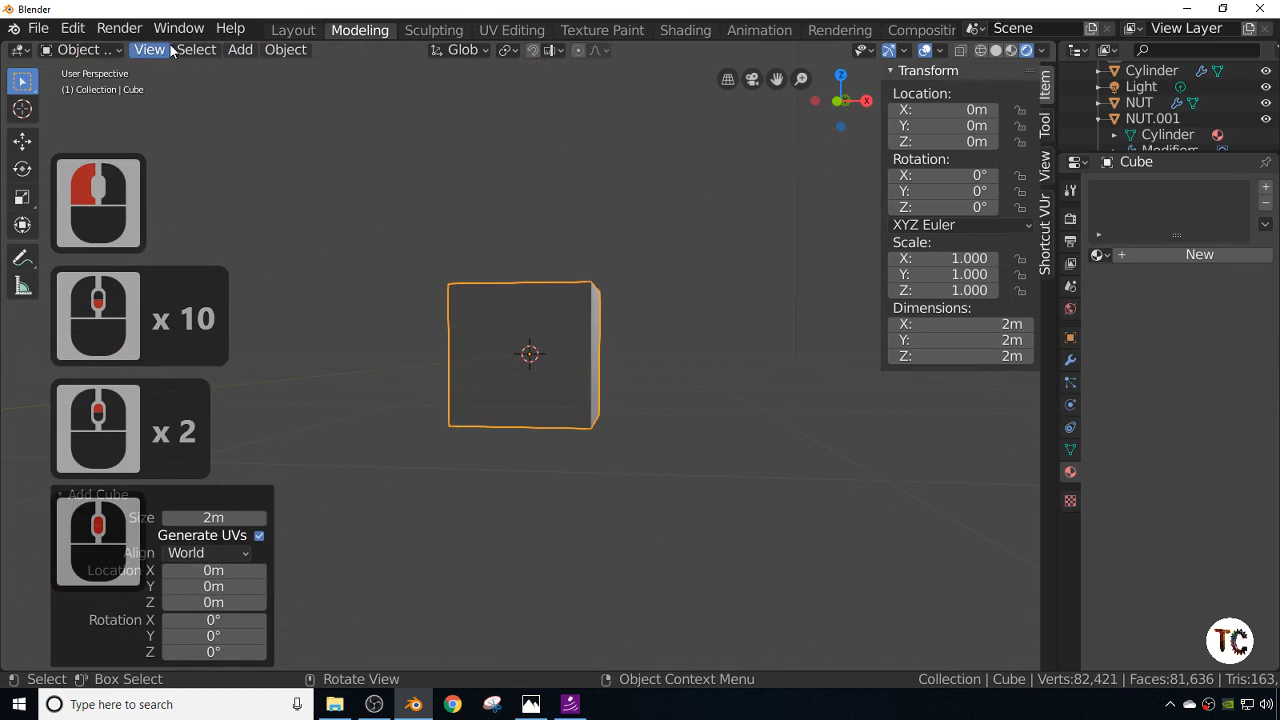 Blender
File Edit Render Window Help Layout Modeling Sculpting UV Editing Texture Paint Shading Animation Rendering Compositing Scene View Layer
Object .. View Select Add Object Glob
User Perspective
(1) Collection | Cube
Transform
Location:
X: 0m
Y: 0m
Z: 0m
Rotation:
X: 0°
Y: 0°
Z: 0°
XYZ Euler
Scale:
X: 1.000
Y: 1.000
Z: 1.000
Dimensions:
X: 2m
Y: 2m
Z: 2m
Item
Tool
View
Shortcut VUr
Z
X
Cylinder
Light
NUT
NUT.001
Cylinder
Modifiers
Cube
New
x 10
x 2
Add Cube
Size 2m
Generate UVs
Align World
Location X 0m
Y 0m
Z 0m
Rotation X 0°
Y 0°
Z 0°
TC
Select Box Select Rotate View Object Context Menu Collection | Cube | Verts:82,421 | Faces:81,636 | Tris:163,
Type here to search